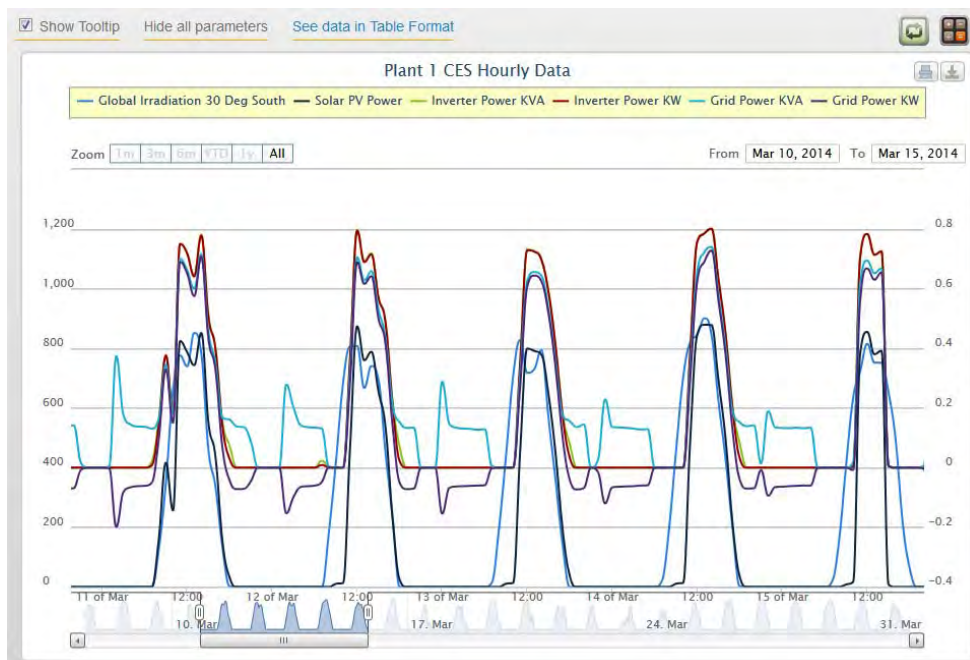 Show Tooltip Hide all parameters See data in Table Format
Plant 1 CES Hourly Data
Global Irradiation 30 Deg South Solar PV Power Inverter Power KVA Inverter Power KW Grid Power KVA Grid Power KW
Zoom 1m 3m 6m YTD 1y All From Mar 10, 2014 To Mar 15, 2014
1,200 0.8
1,000 0.6
800 0.4
600 0.2
400 0
200 -0.2
0 -0.4
11 of Mar 12:00 12 of Mar 12:00 13 of Mar 12:00 14 of Mar 12:00 15 of Mar 12:00
10. Mar 17. Mar 24. Mar 31. Mar